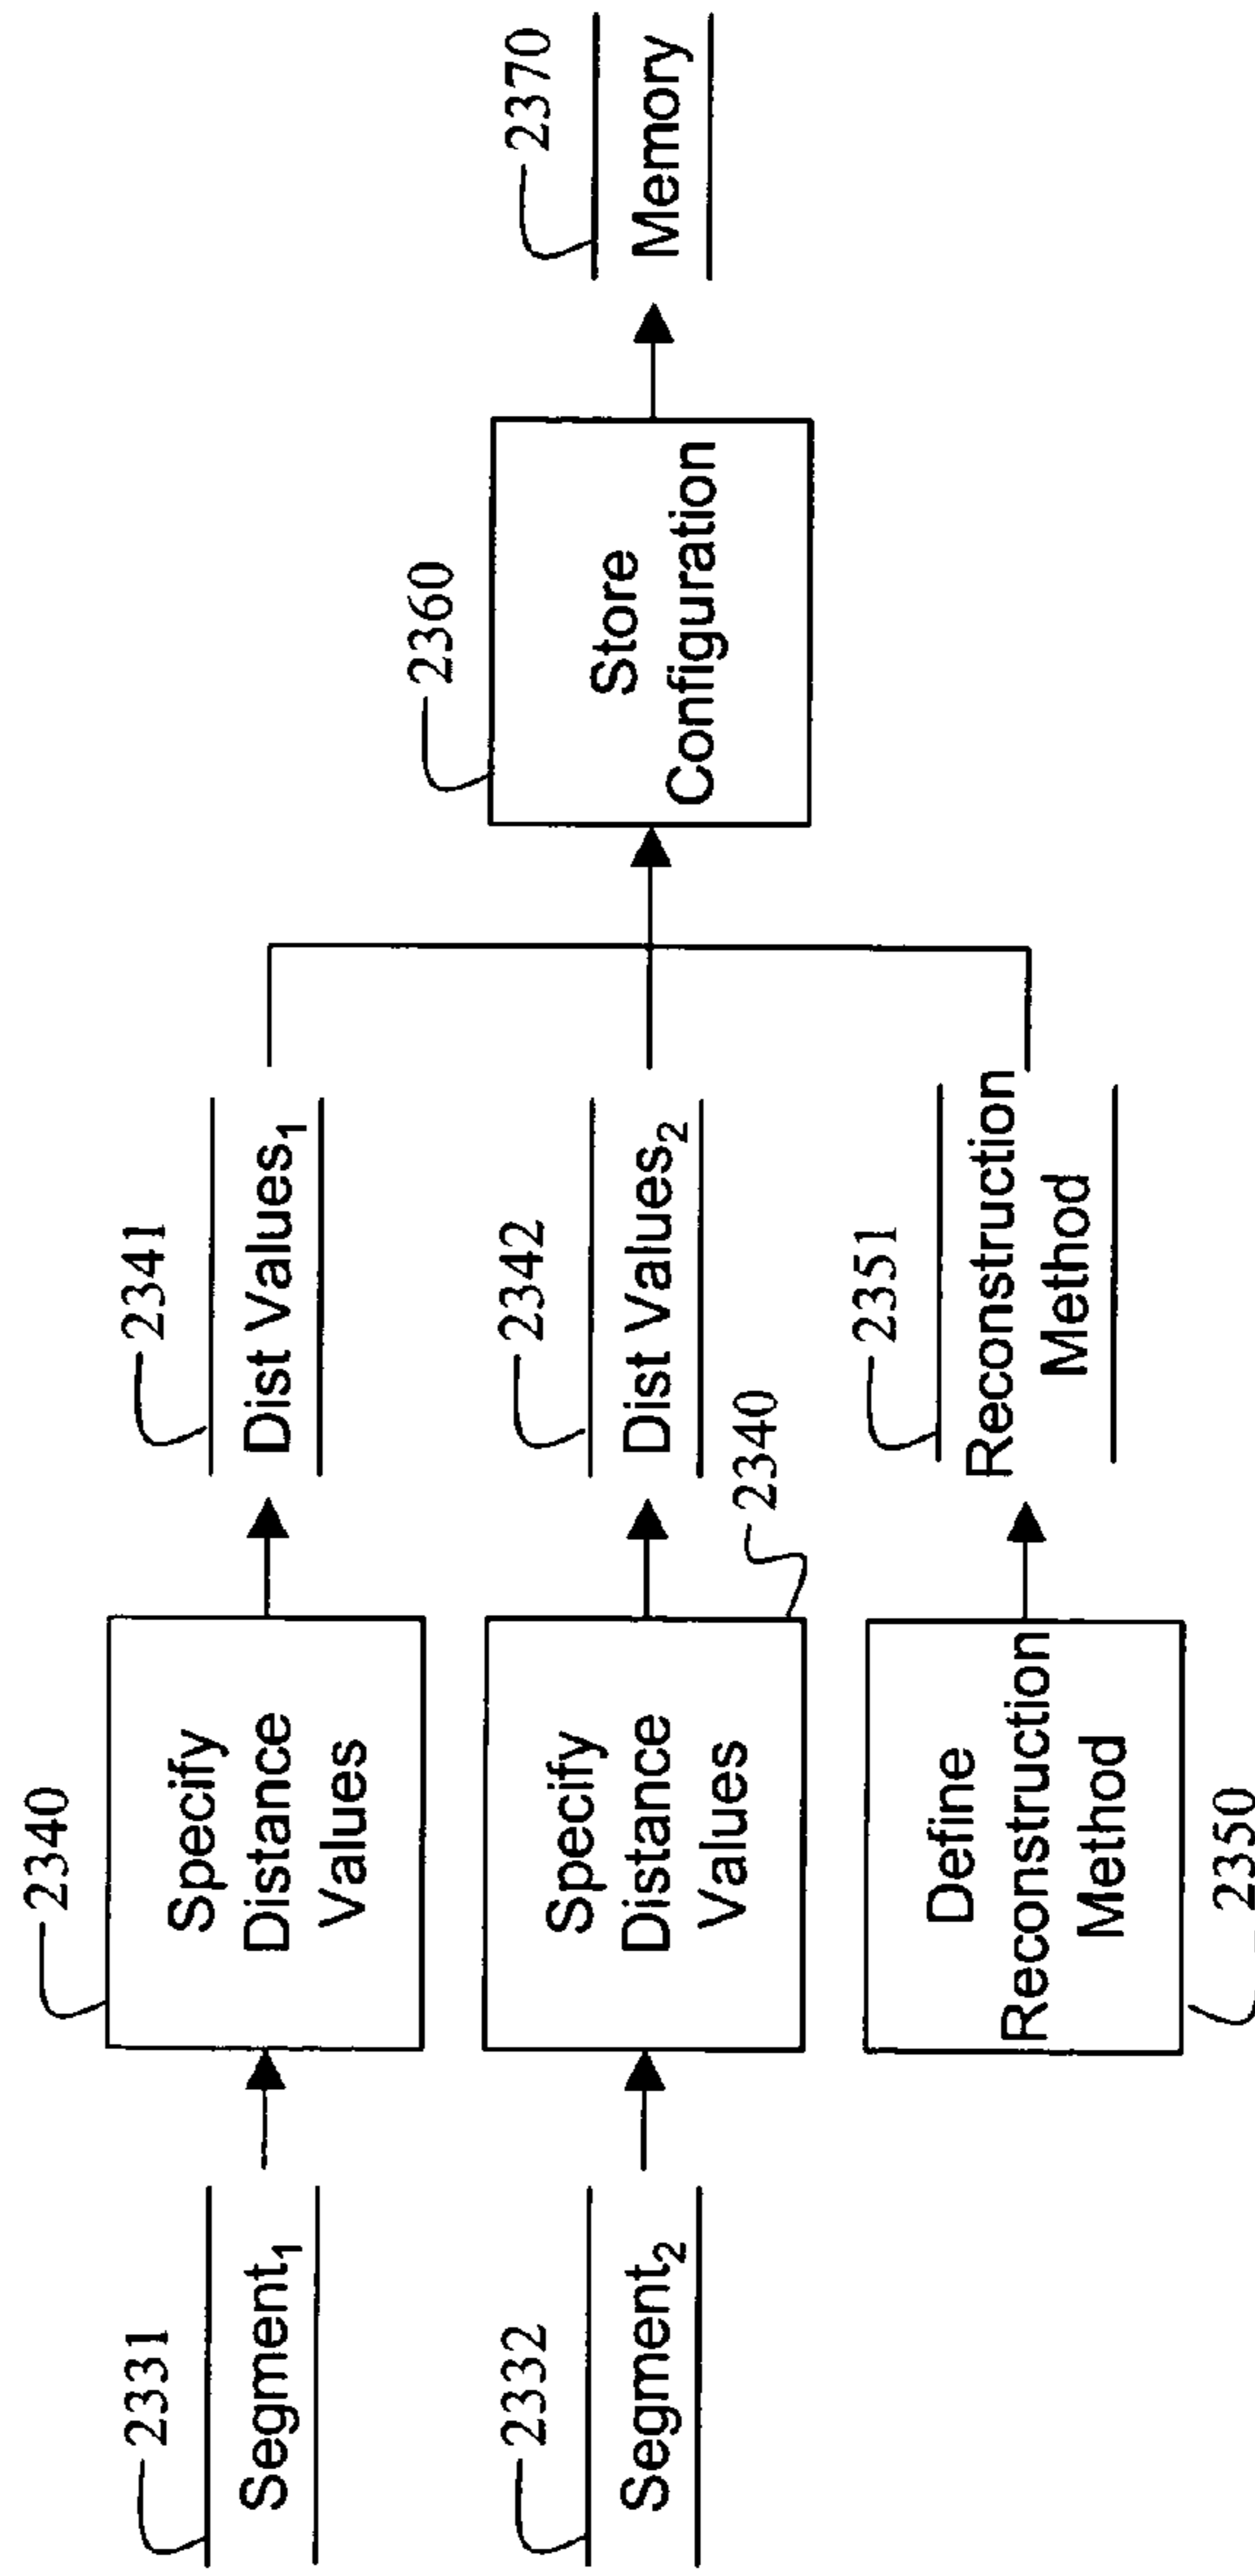 2331
Segment₁
2340
Specify
Distance
Values
2341
Dist Values₁
2332
Segment₂
Specify
Distance
Values
2340
2342
Dist Values₂
Define
Reconstruction
Method
2350
2351
Reconstruction
Method
2360
Store
Configuration
2370
Memory